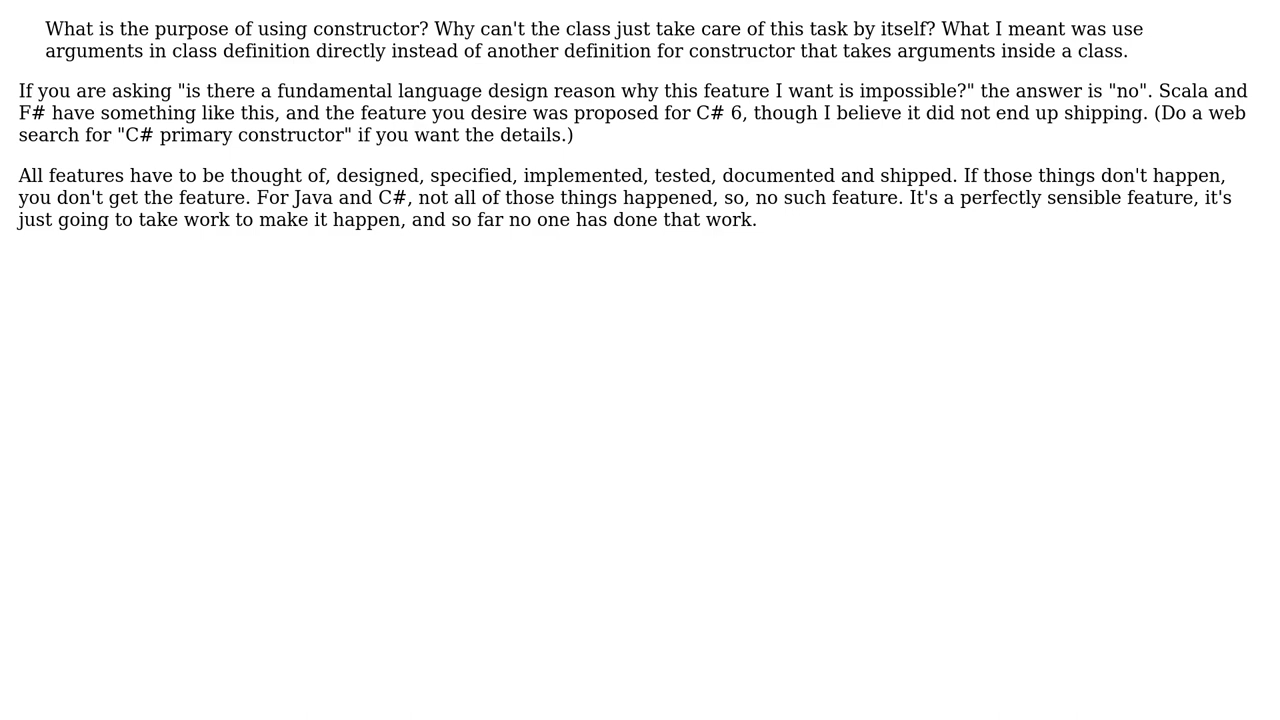 What is the purpose of using constructor? Why can't the class just take care of this task by itself? What I meant was use
arguments in class definition directly instead of another definition for constructor that takes arguments inside a class.
If you are asking "is there a fundamental language design reason why this feature I want is impossible?" the answer is "no". Scala and
F# have something like this, and the feature you desire was proposed for C# 6, though I believe it did not end up shipping. (Do a web
search for "C# primary constructor" if you want the details.)
All features have to be thought of, designed, specified, implemented, tested, documented and shipped. If those things don't happen,
you don't get the feature. For Java and C#, not all of those things happened, so, no such feature. It's a perfectly sensible feature, it's
just going to take work to make it happen, and so far no one has done that work.